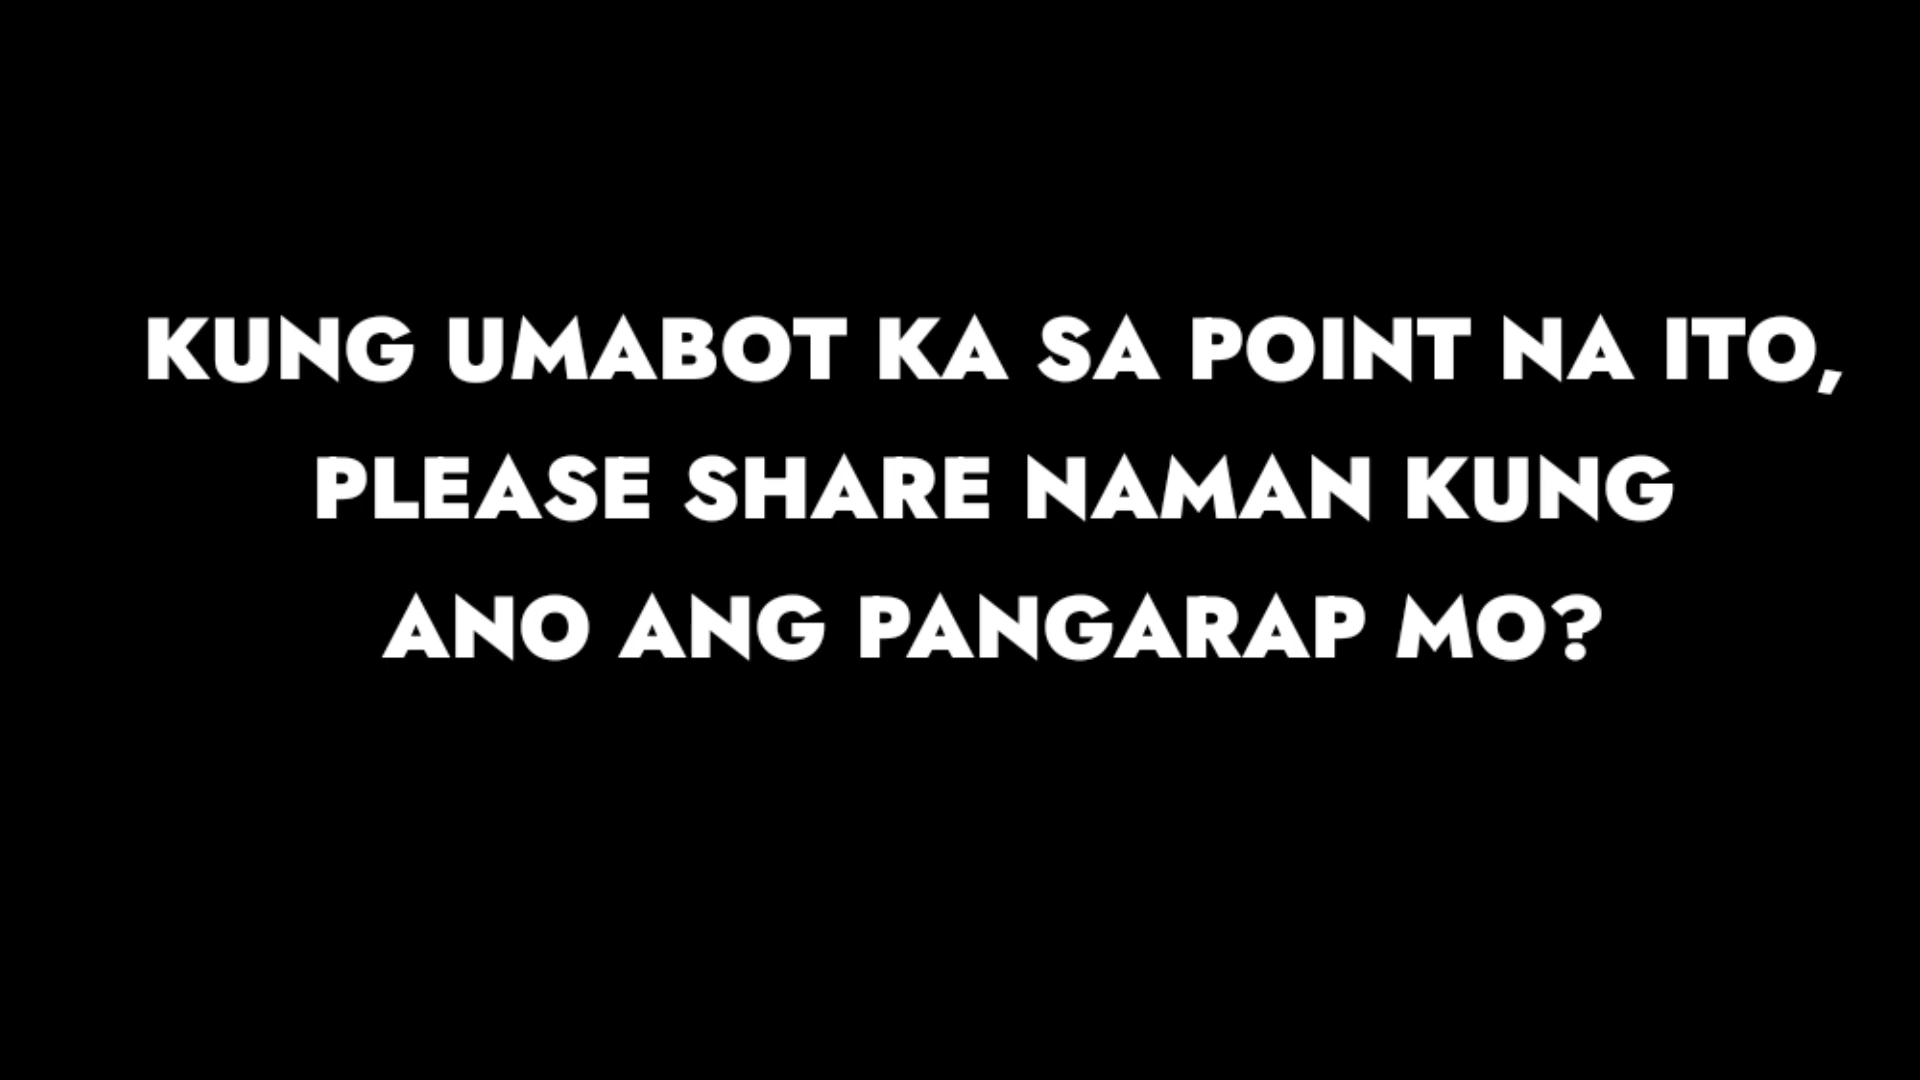 KUNG UMABOT KA SA POINT NA ITO,
PLEASE SHARE NAMAN KUNG
ANO ANG PANGARAP MO?